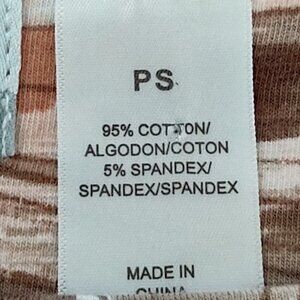 PS
95% COTTON/
ALGODON/COTON
5% SPANDEX/
SPANDEX/SPANDEX
MADE IN
CHINA